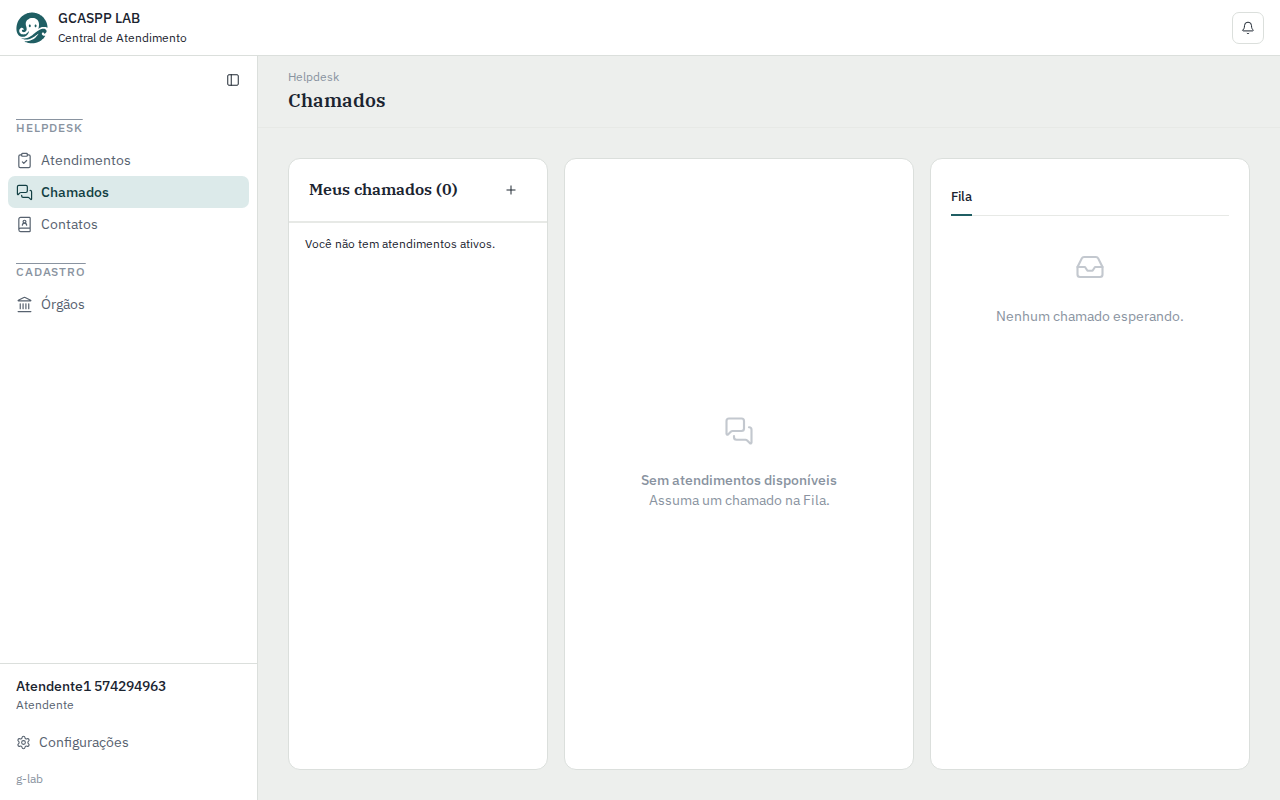 GCASPP LAB
Central de Atendimento
HELPDESK
Atendimentos
Chamados
Contatos
CADASTRO
Órgãos
Atendente1 574294963
Atendente
Configurações
g-lab
Helpdesk
Chamados
Meus chamados (0)
Você não tem atendimentos ativos.
Sem atendimentos disponíveis
Assuma um chamado na Fila.
Fila
Nenhum chamado esperando.